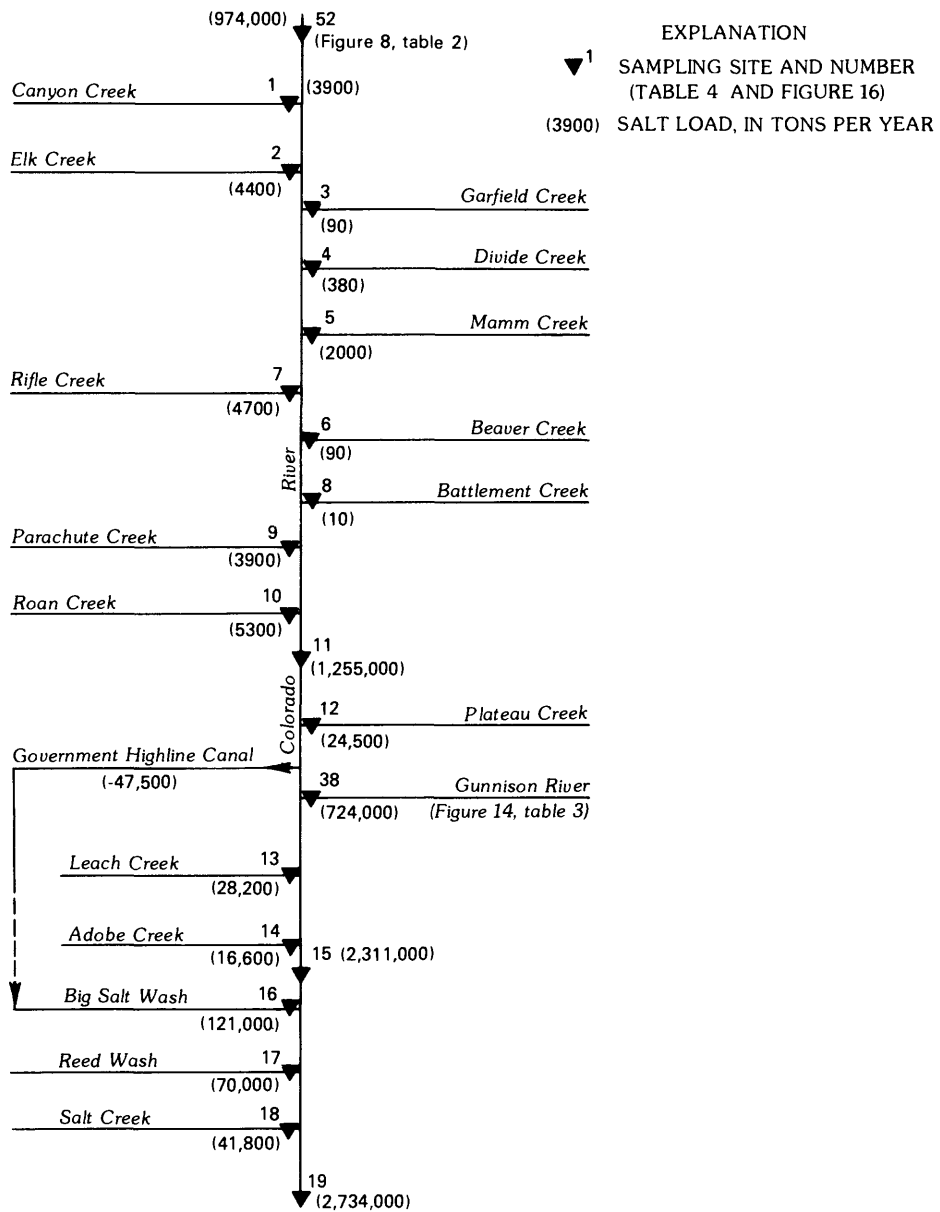 (974,000)
52
(Figure 8, table 2)
EXPLANATION
1
SAMPLING SITE AND NUMBER
(TABLE 4 AND FIGURE 16)
(3900) SALT LOAD, IN TONS PER YEAR
Canyon Creek
1
(3900)
Elk Creek
2
(4400)
3
Garfield Creek
(90)
4
Divide Creek
(380)
5
Mamm Creek
(2000)
Rifle Creek
7
(4700)
6
Beaver Creek
(90)
River
8
Battlement Creek
(10)
Parachute Creek
9
(3900)
Roan Creek
10
(5300)
11
(1,255,000)
Colorado
12
Plateau Creek
(24,500)
Government Highline Canal
(-47,500)
38
Gunnison River
(724,000)
(Figure 14, table 3)
Leach Creek
13
(28,200)
Adobe Creek
14
(16,600)
15 (2,311,000)
Big Salt Wash
16
(121,000)
Reed Wash
17
(70,000)
Salt Creek
18
(41,800)
19
(2,734,000)